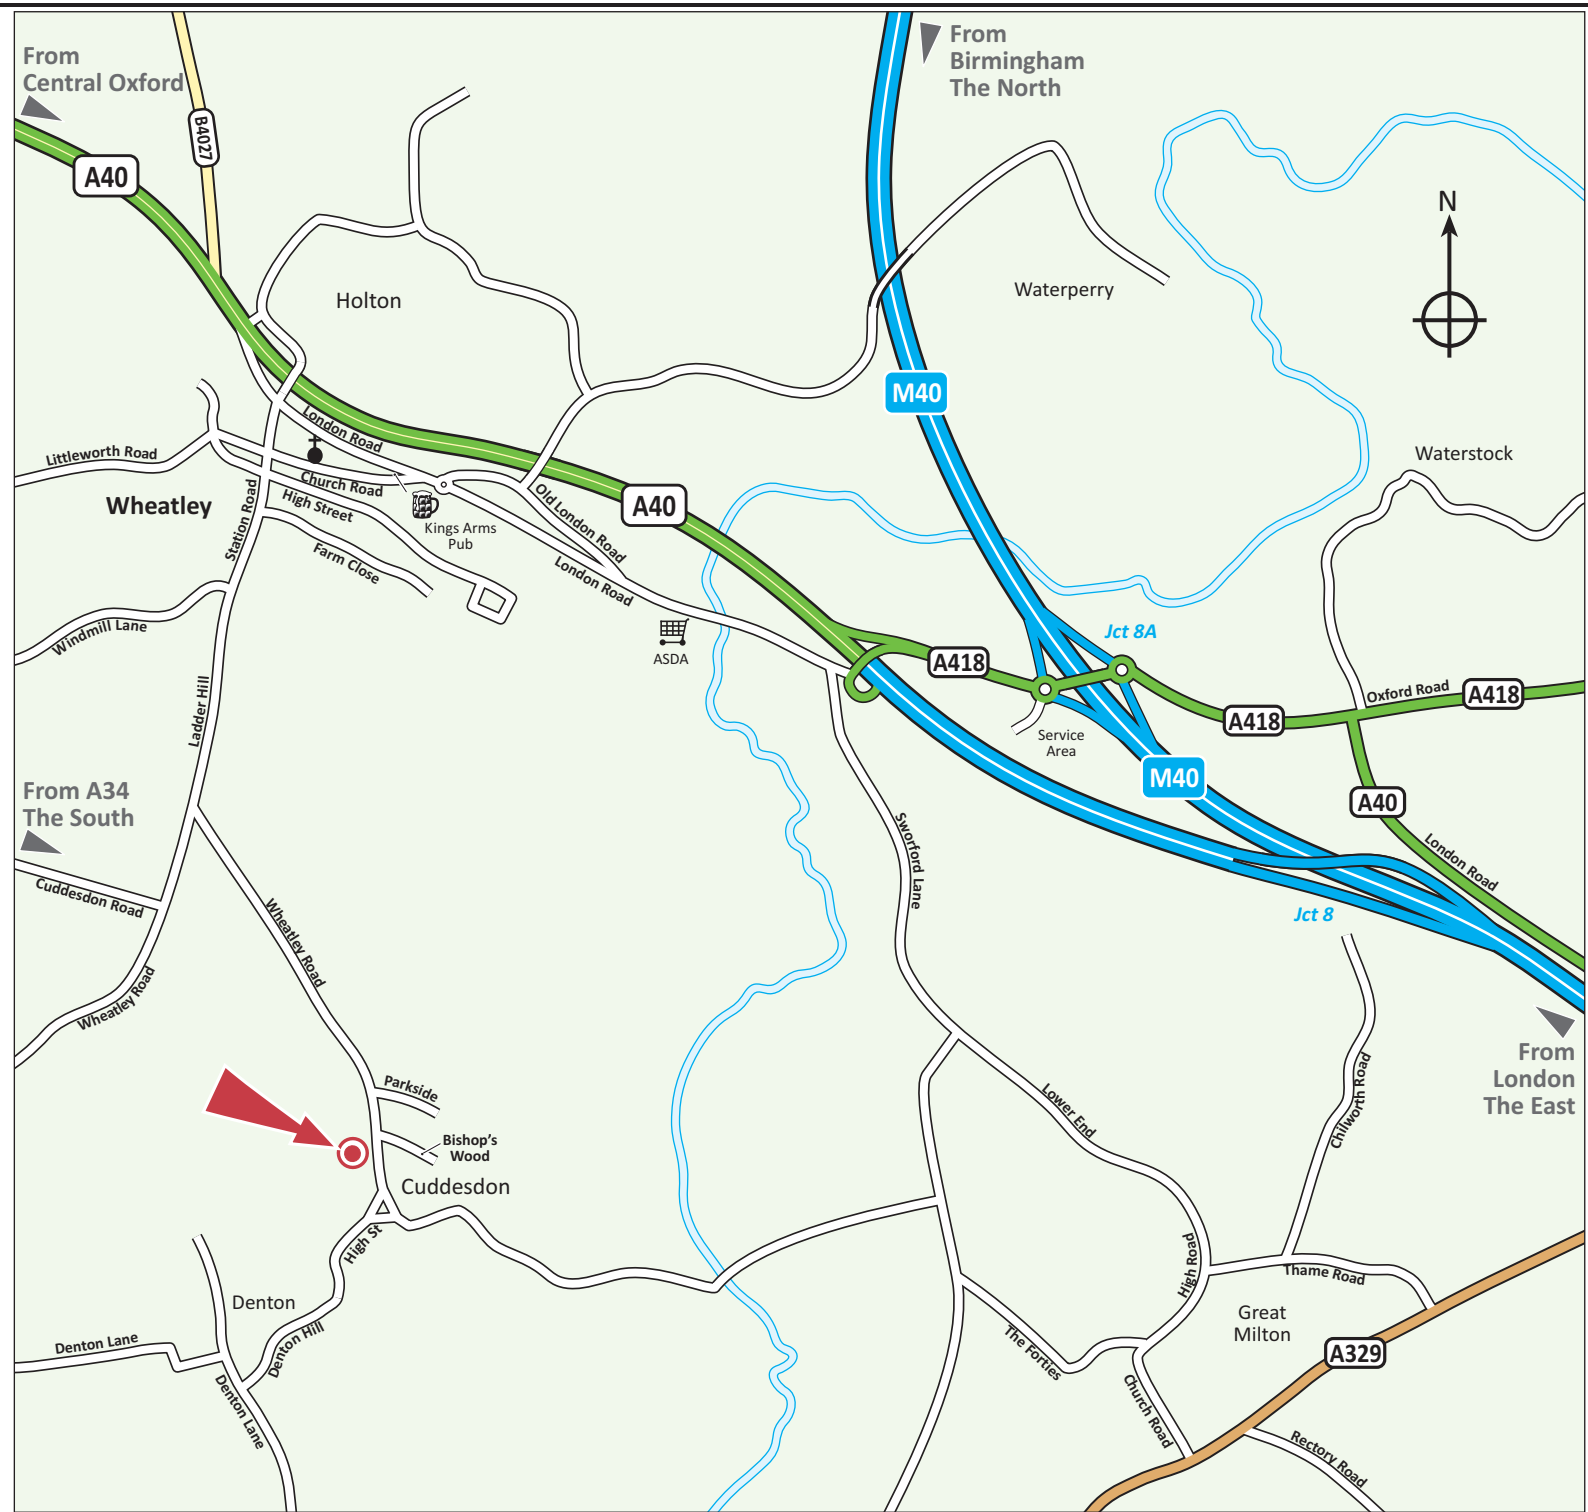 From
Central Oxford
From
Birmingham
The North
B4027
A40
N
Holton
Waterperry
M40
London Road
Littleworth Road
Waterstock
Church Road
Wheatley
High Street
Station Road
Old London Road
A40
Kings Arms
Pub
Farm Close
London Road
Windmill Lane
Jct 8A
ASDA
A418
Oxford Road
A418
A418
Ladder Hill
Service
Area
M40
From A34
The South
A40
Sworford Lane
London Road
Cuddesdon Road
Jct 8
Wheatley Road
Wheatley Road
From
London
The East
Parkside
Lower End
Chilworth Road
Bishop's
Wood
Cuddesdon
High St
High Road
Thame Road
Denton
Great
Milton
Denton Lane
Denton Hill
The Forties
A329
Denton Lane
Church Road
Rectory Road